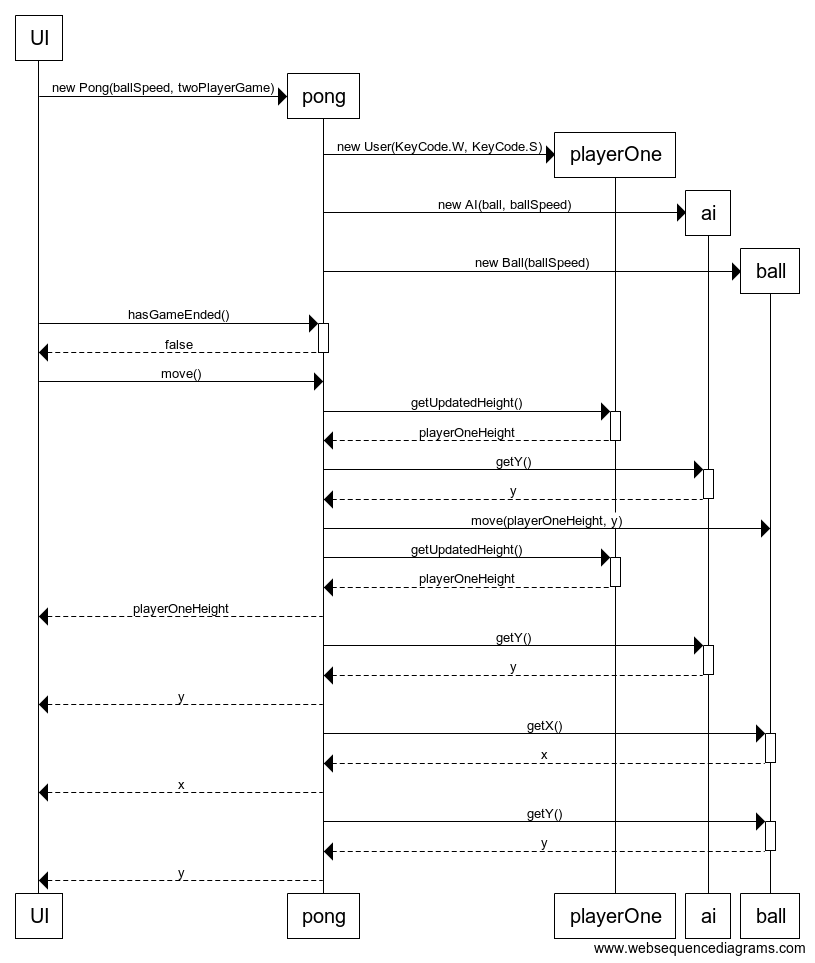 UI
new Pong(ballSpeed, twoPlayerGame)
pong
new User(KeyCode.W, KeyCode.S)
playerOne
new AI(ball, ballSpeed)
ai
new Ball(ballSpeed)
ball
hasGameEnded()
false
move()
getUpdatedHeight()
playerOneHeight
getY()
y
move(playerOneHeight, y)
getUpdatedHeight()
playerOneHeight
playerOneHeight
getY()
y
y
getX()
x
x
getY()
y
y
UI
pong
playerOne
ai
ball
www.websequencediagrams.com